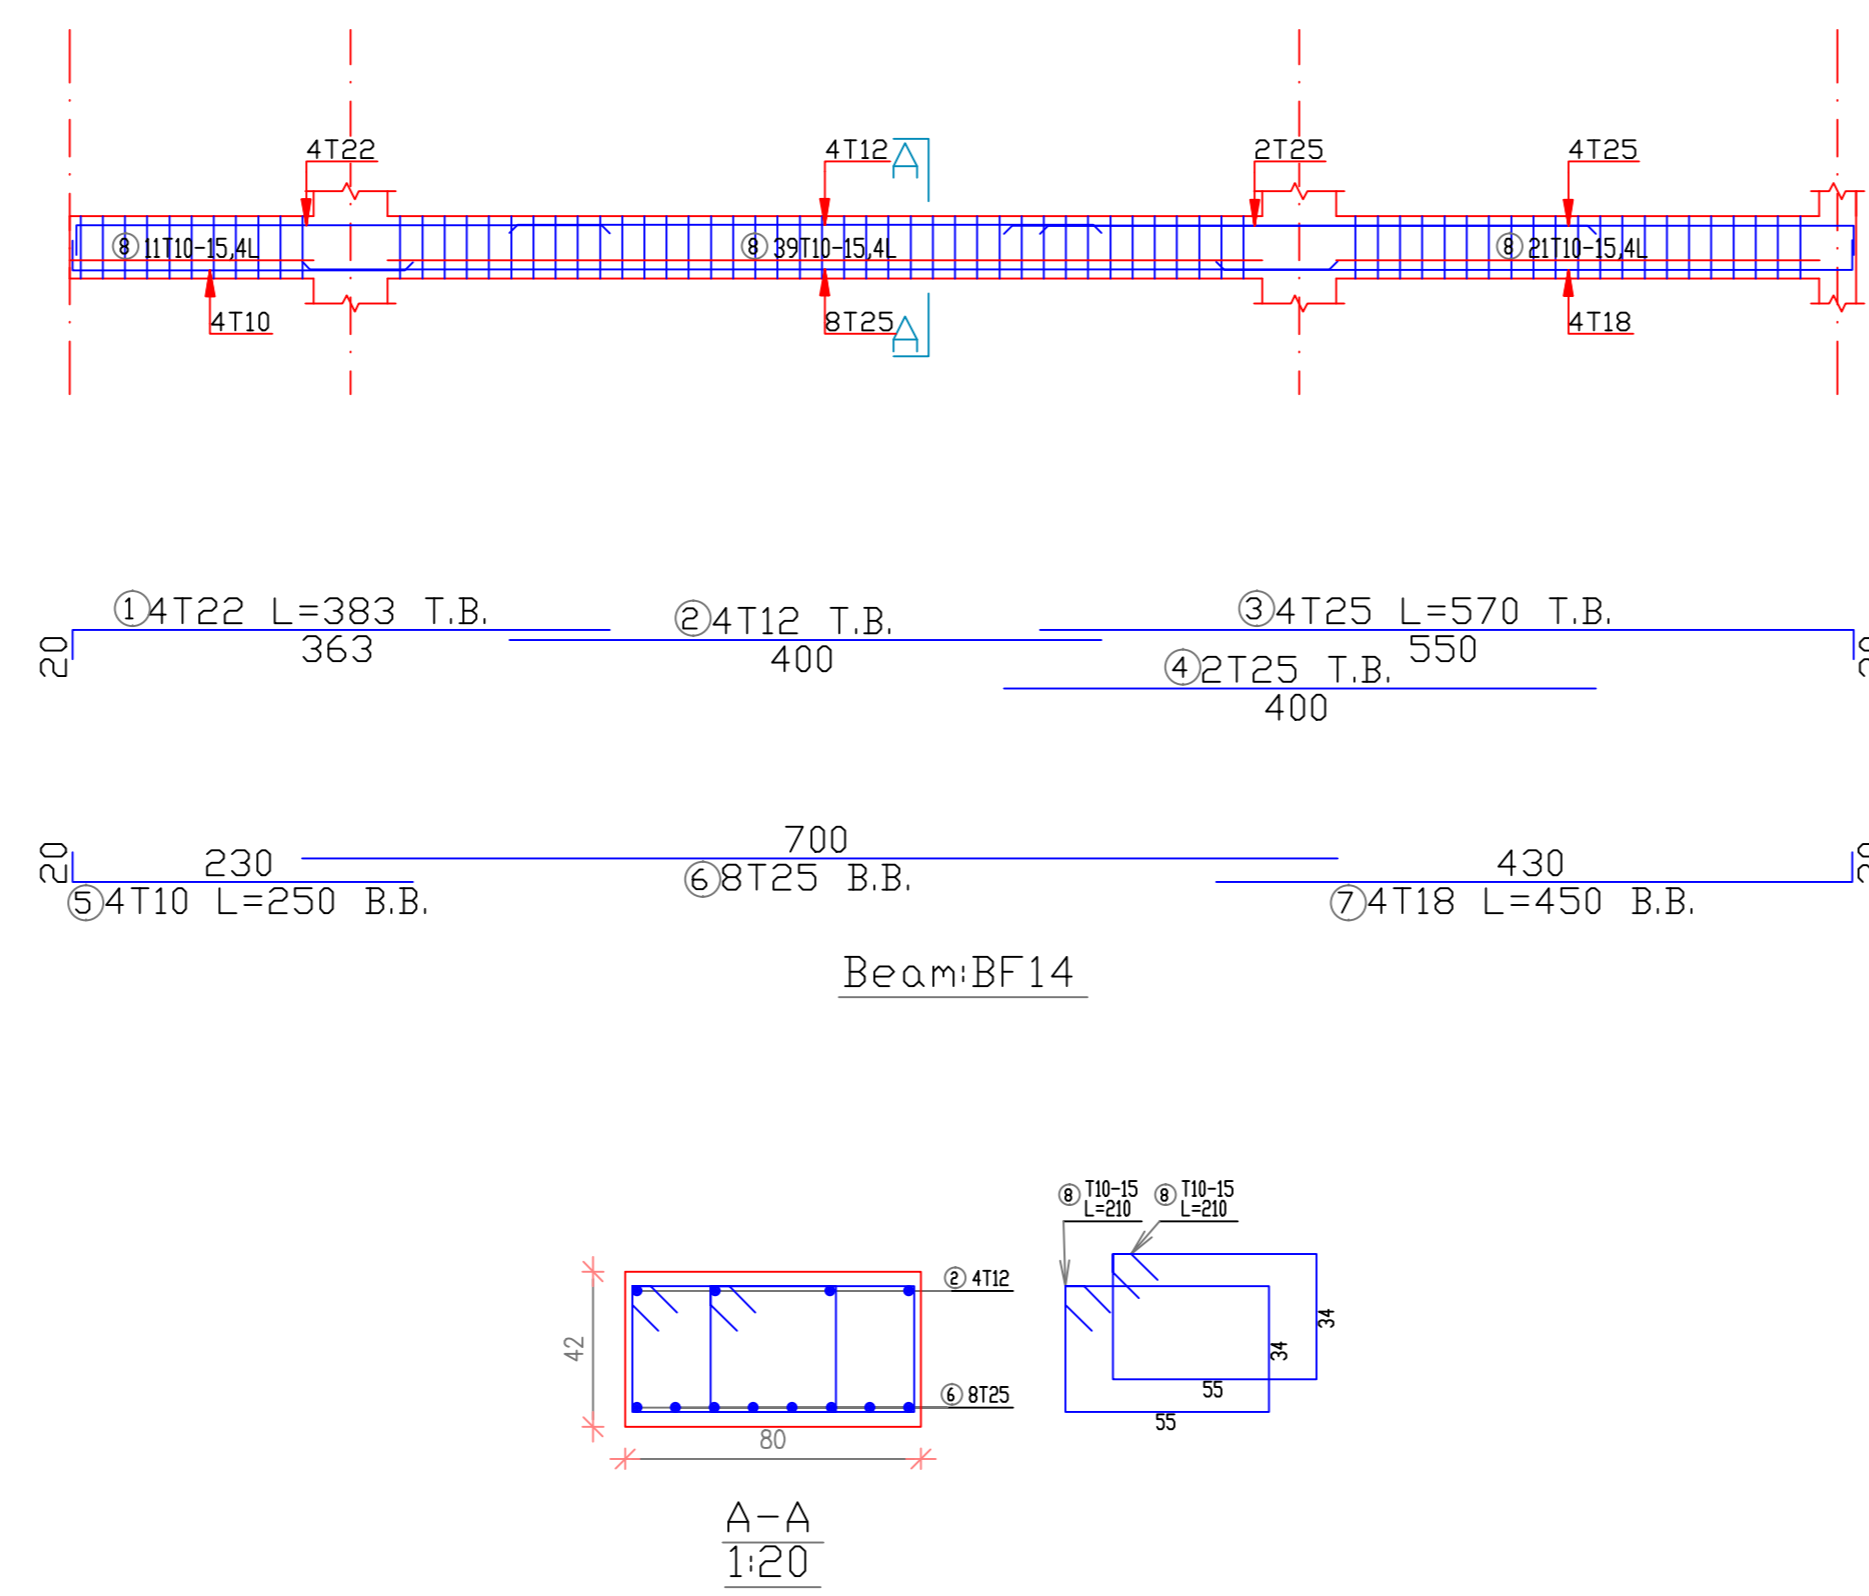 4T22 4T12 A 2T25 4T25
8 11T10-15,4L 8 39T10-15,4L 8 21T10-15,4L
4T10 8T25 A 4T18
1 4T22 L=383 T.B. 2 4T12 T.B. 3 4T25 L=570 T.B.
20 363 400 550
4 2T25 T.B.
400
20 230 700 430
5 4T10 L=250 B.B. 6 8T25 B.B. 7 4T18 L=450 B.B.
Beam:BF14
8 T10-15 8 T10-15
L=210 L=210
2 4T12
42 34 34
6 8T25 55
80 55
A-A
1:20